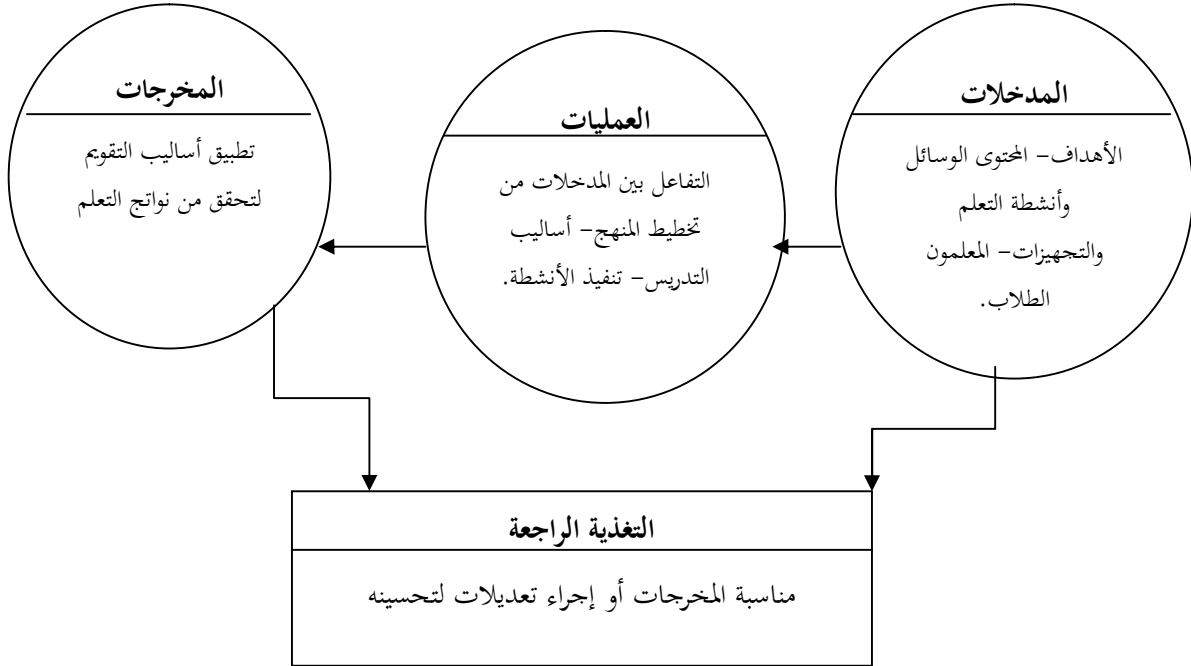 المدخلات
الأهداف– المحتوى الوسائل
وأنشطة التعلم
والتجهيزات– المعلمون
الطلاب.
العمليات
التفاعل بين المدخلات من
تخطيط المنهج– أساليب
التدريس– تنفيذ الأنشطة.
المخرجات
تطبيق أساليب التقويم
لتحقق من نواتج التعلم
التغذية الراجعة
مناسبة المخرجات أو إجراء تعديلات لتحسينه